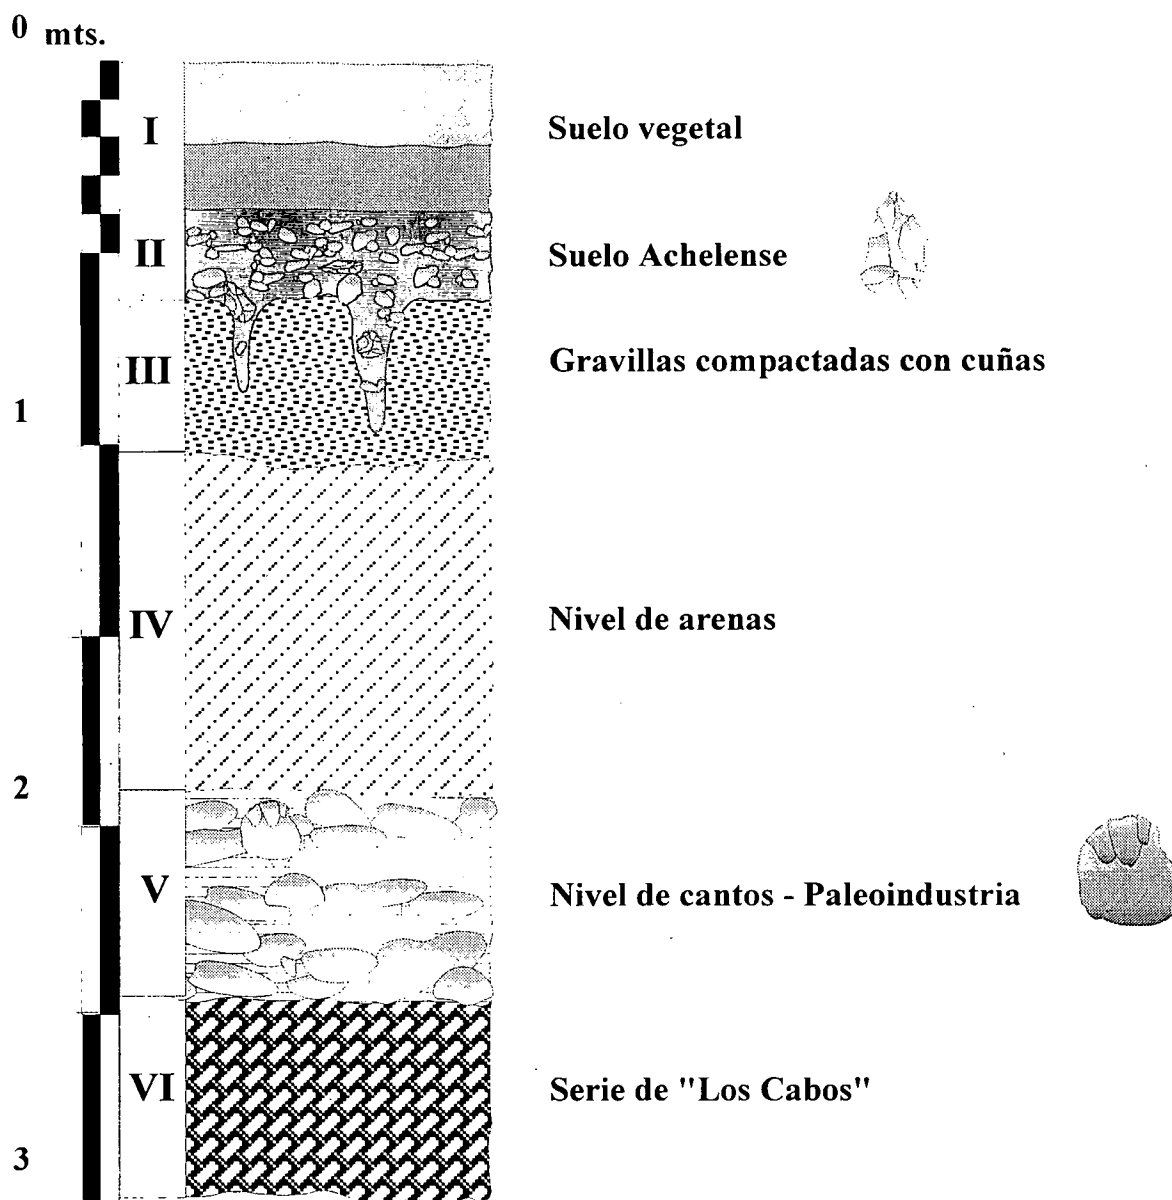 0 mts.
I
Suelo vegetal
II
Suelo Achelense
III
Gravillas compactadas con cuñas
1
IV
Nivel de arenas
2
V
Nivel de cantos - Paleoindustria
VI
Serie de "Los Cabos"
3